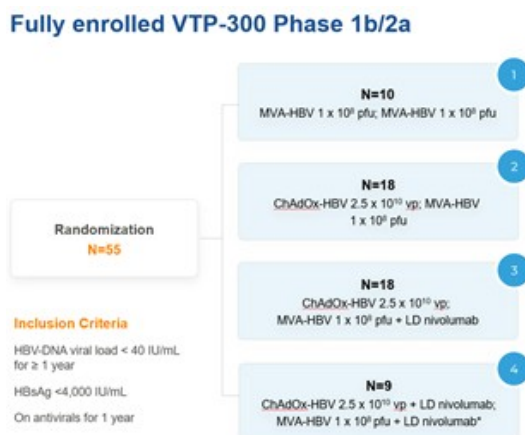 Fully enrolled VTP-300 Phase 1b/2a
1
N=10
MVA-HBV 1 x 10⁸ pfu; MVA-HBV 1 x 10⁸ pfu
2
N=18
ChAdOx-HBV 2.5 x 10¹⁰ vp; MVA-HBV
1 x 10⁸ pfu
Randomization
N=55
3
N=18
ChAdOx-HBV 2.5 x 10¹⁰ vp;
MVA-HBV 1 x 10⁸ pfu + LD nivolumab
Inclusion Criteria
HBV-DNA viral load < 40 IU/mL
for ≥ 1 year
HBsAg <4,000 IU/mL
On antivirals for 1 year
4
N=9
ChAdOx-HBV 2.5 x 10¹⁰ vp + LD nivolumab;
MVA-HBV 1 x 10⁸ pfu + LD nivolumab*